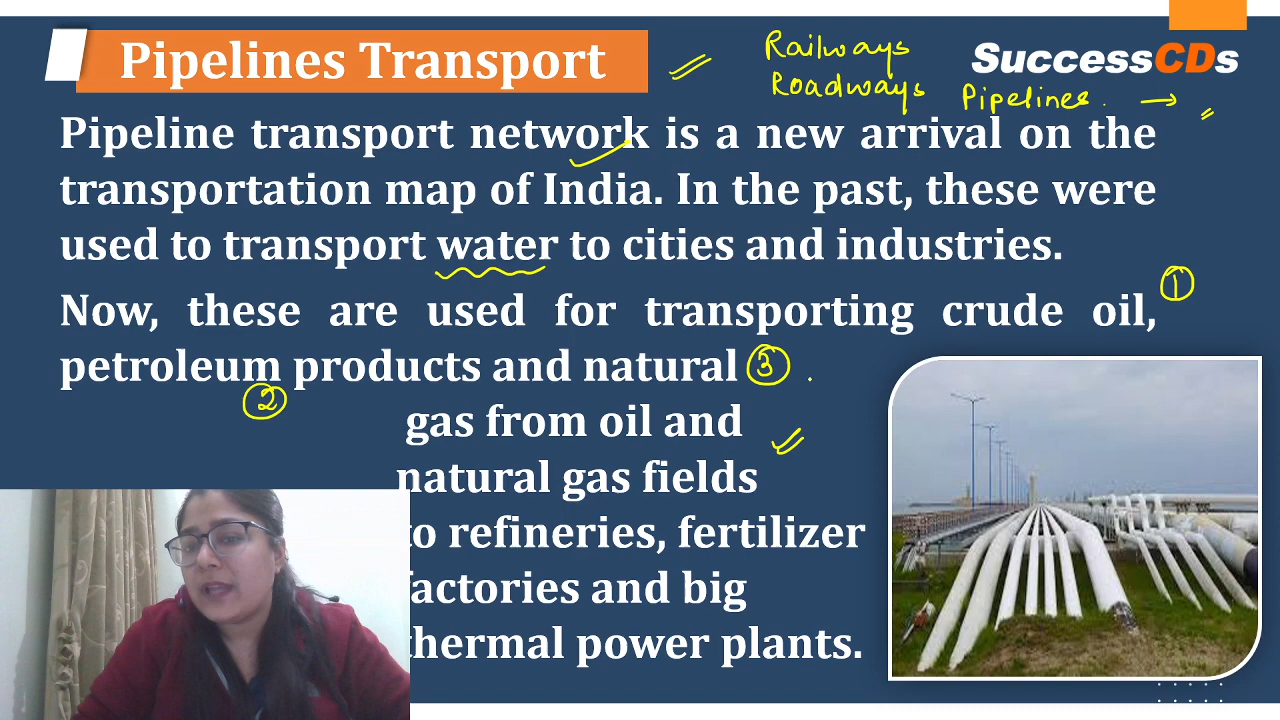 Pipelines Transport
Railways
Roadways
Pipelines. →
SuccessCDs
Pipeline transport network is a new arrival on the
transportation map of India. In the past, these were
used to transport water to cities and industries.
Now, these are used for transporting crude oil, ①
petroleum products and natural ③
②
gas from oil and
natural gas fields
to refineries, fertilizer
factories and big
thermal power plants.